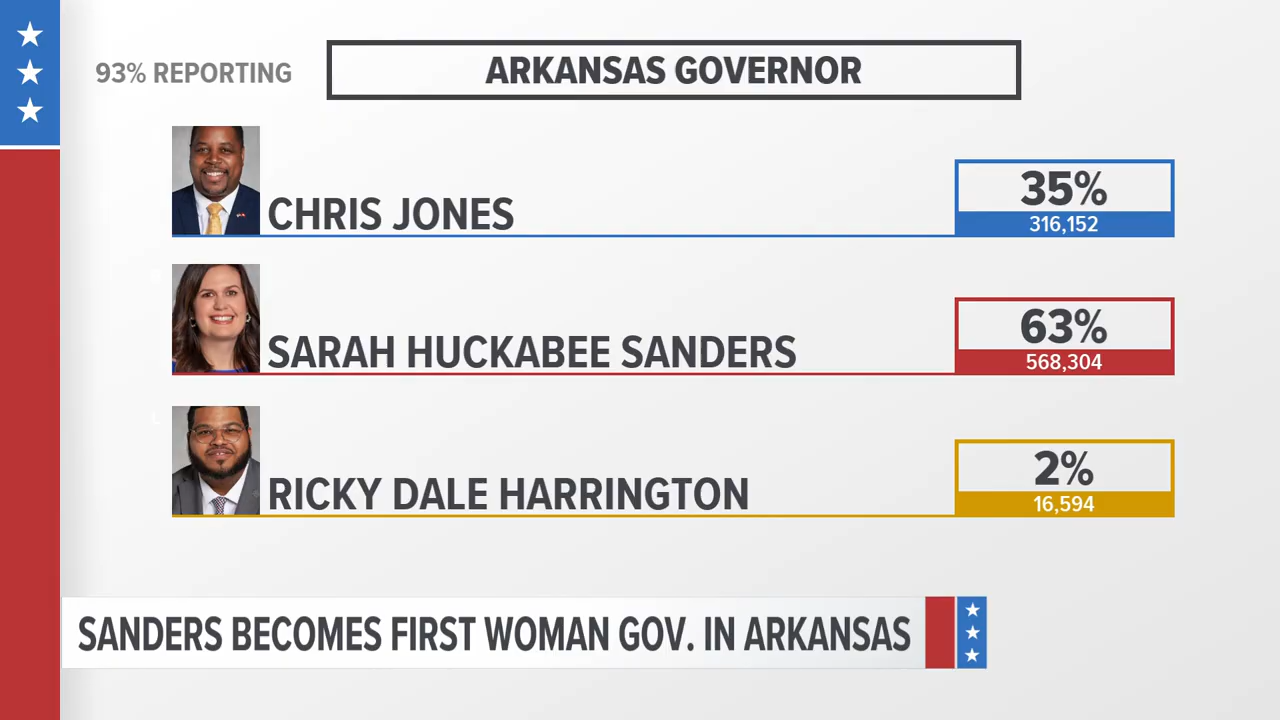 93% REPORTING
ARKANSAS GOVERNOR
CHRIS JONES
35%
316,152
SARAH HUCKABEE SANDERS
63%
568,304
RICKY DALE HARRINGTON
2%
16,594
SANDERS BECOMES FIRST WOMAN GOV. IN ARKANSAS